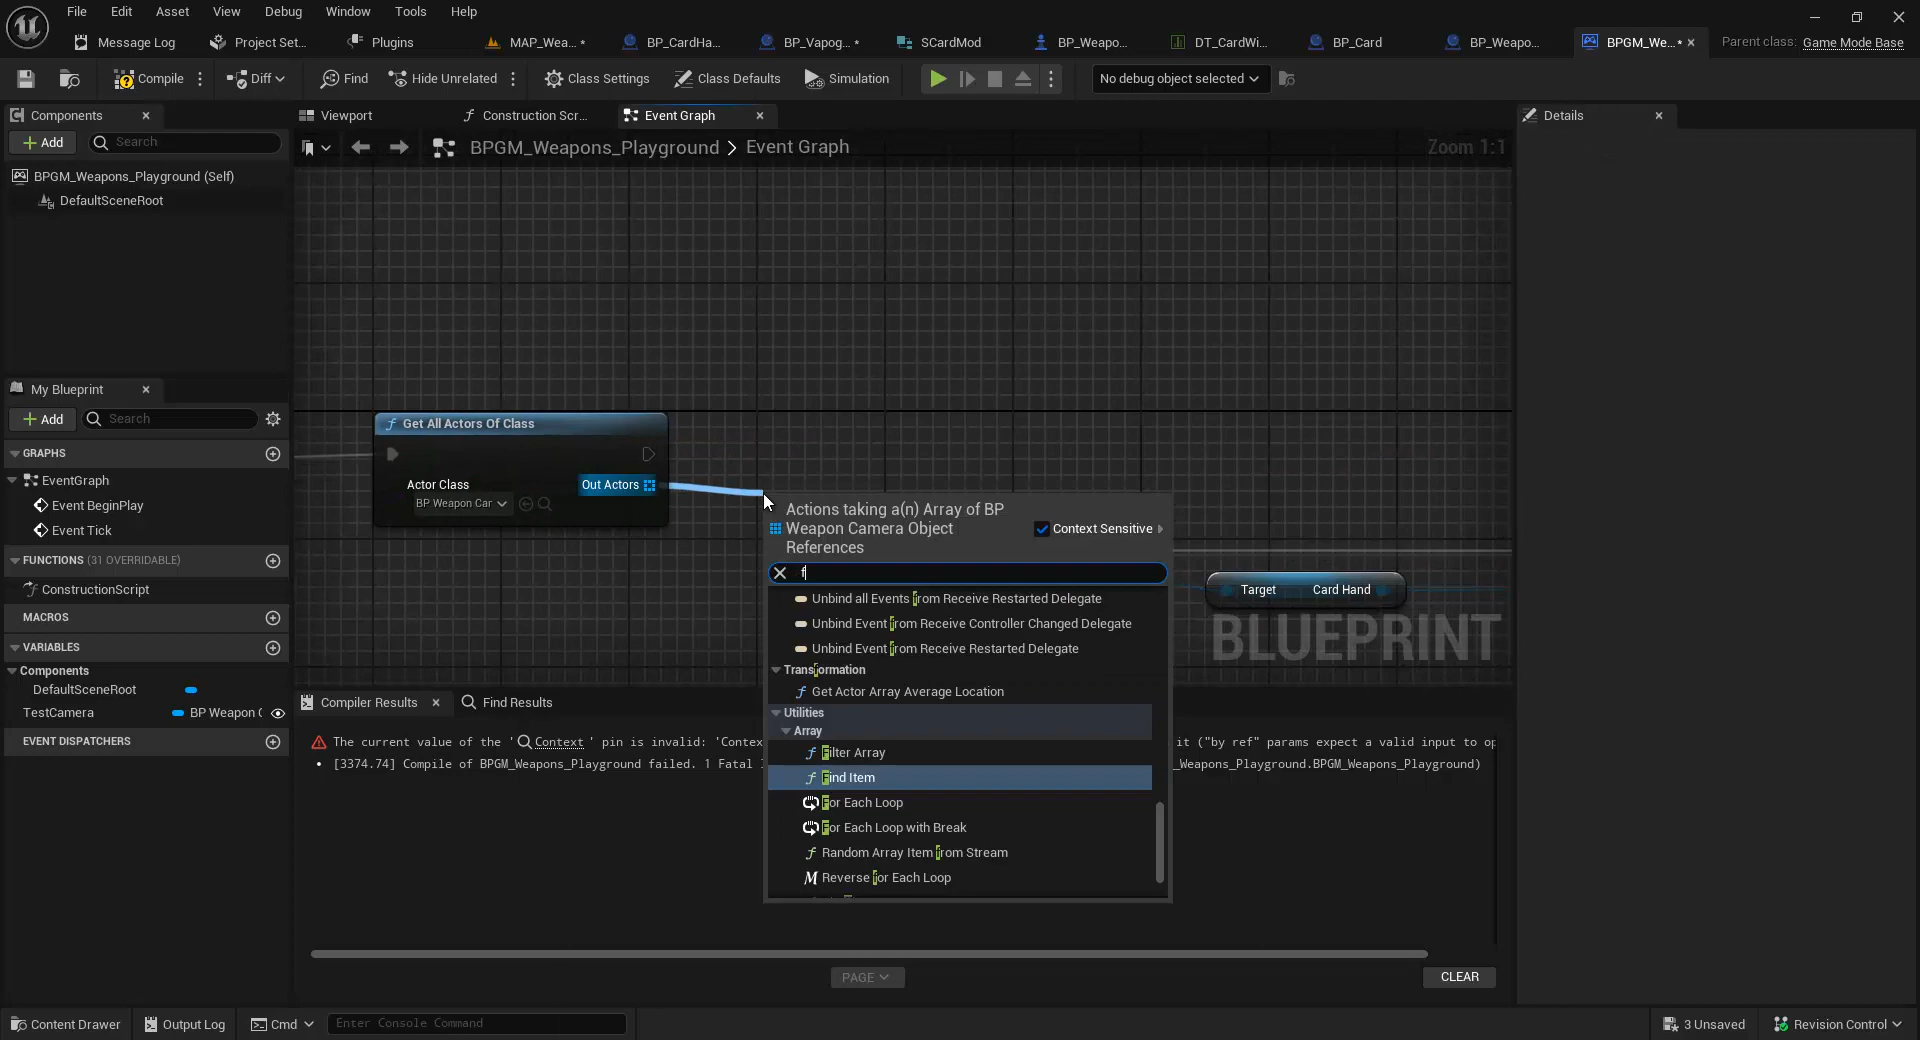 File Edit Asset View Debug Window Tools Help
Message Log Project Set... Plugins MAP_Wea... * BP_CardHa... BP_Vapog... * SCardMod BP_Weapo... DT_CardWi... BP_Card BP_Weapo... BPGM_We... * Parent class: Game Mode Base
Compile Diff Find Hide Unrelated Class Settings Class Defaults Simulation No debug object selected
Components Viewport Construction Scr... Event Graph Details
Add Search BPGM_Weapons_Playground > Event Graph Zoom 1:1
BPGM_Weapons_Playground (Self)
DefaultSceneRoot
My Blueprint
Add Search
GRAPHS
EventGraph
Event BeginPlay
Event Tick
FUNCTIONS (31 OVERRIDABLE)
ConstructionScript
MACROS
VARIABLES
Components
DefaultSceneRoot
TestCamera BP Weapon C
EVENT DISPATCHERS
Get All Actors Of Class
Actor Class Out Actors
BP Weapon Car
Actions taking a(n) Array of BP
Weapon Camera Object
References
Context Sensitive
f
Unbind all Events from Receive Restarted Delegate
Unbind Event from Receive Controller Changed Delegate
Unbind Event from Receive Restarted Delegate
Transformation
Get Actor Array Average Location
Utilities
Array
Filter Array
Find Item
For Each Loop
For Each Loop with Break
Random Array Item from Stream
Reverse for Each Loop
Target Card Hand
BLUEPRINT
Compiler Results Find Results
The current value of the ' Context ' pin is invalid: 'Contex it ("by ref" params expect a valid input to op
[3374.74] Compile of BPGM_Weapons_Playground failed. 1 Fatal _Weapons_Playground.BPGM_Weapons_Playground)
PAGE CLEAR
Content Drawer Output Log Cmd Enter Console Command 3 Unsaved Revision Control